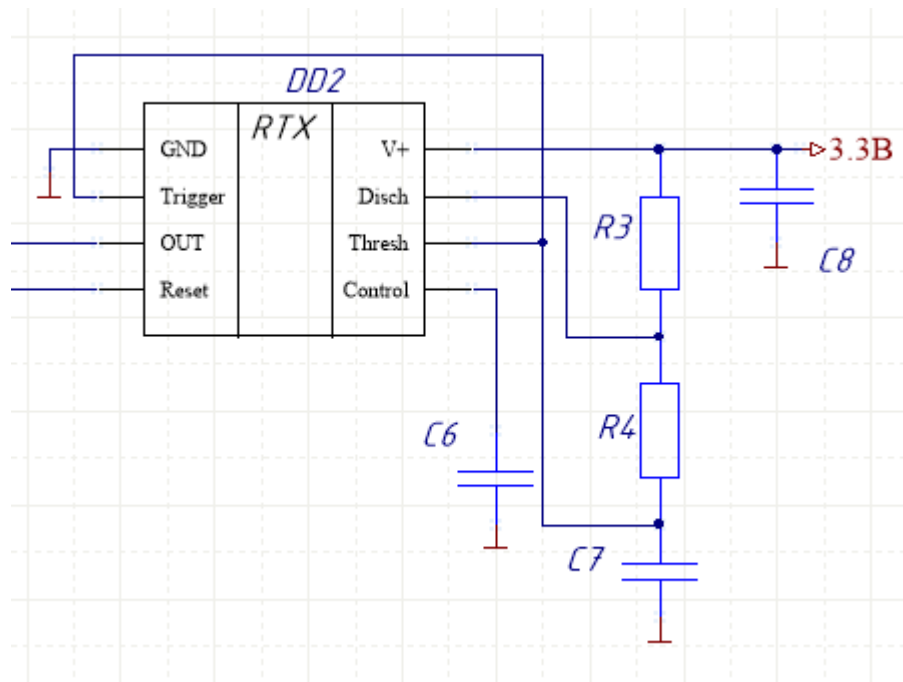 DD2
RTX
GND
Trigger
OUT
Reset
V+
Disch
Thresh
Control
3.3В
R3
C8
R4
C6
C7